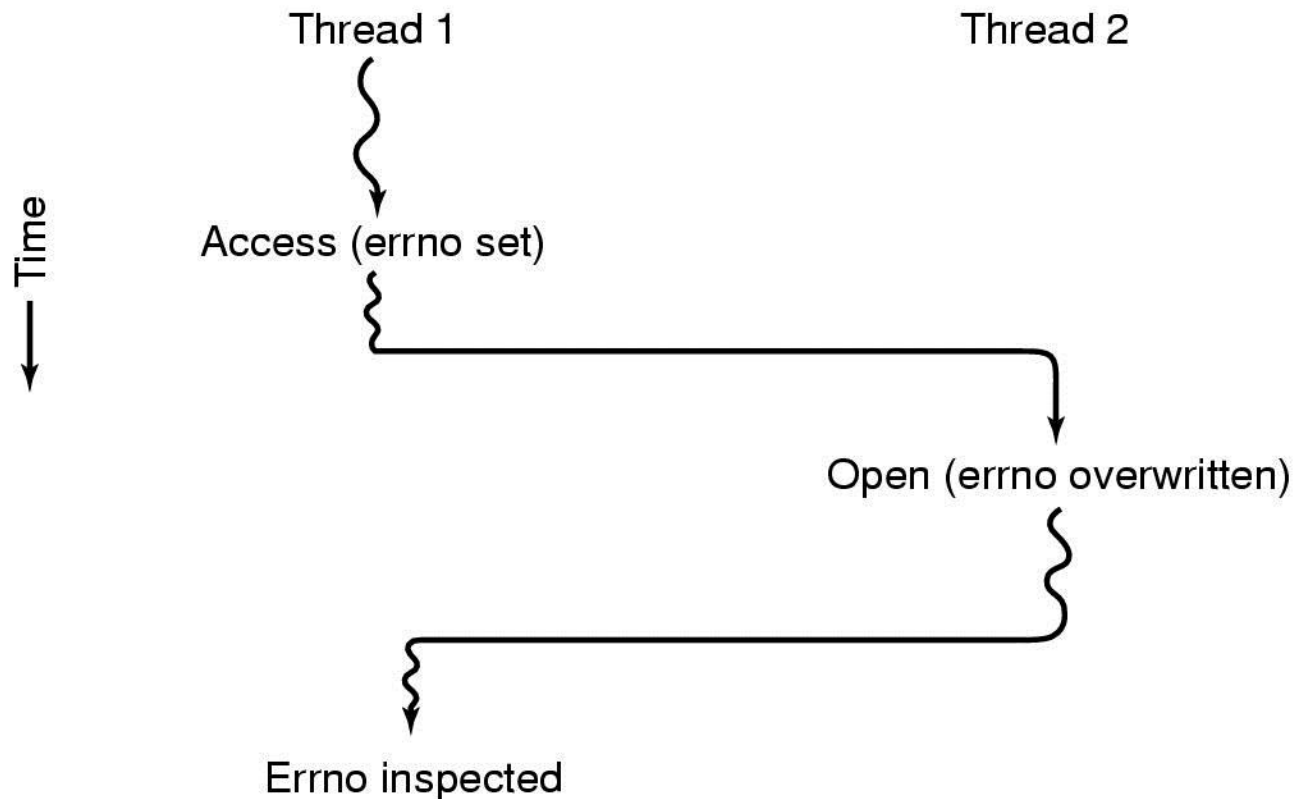 Thread 1
Thread 2
Time
Access (errno set)
Open (errno overwritten)
Errno inspected